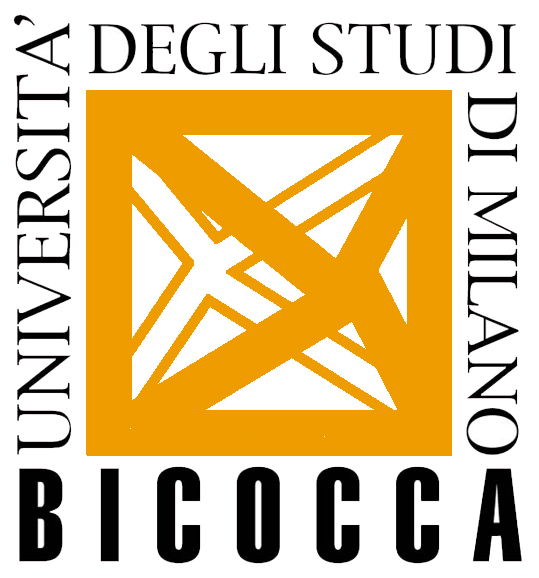 UNIVERSITA’
DEGLI STUDI
DI MILANO
BICOCCA